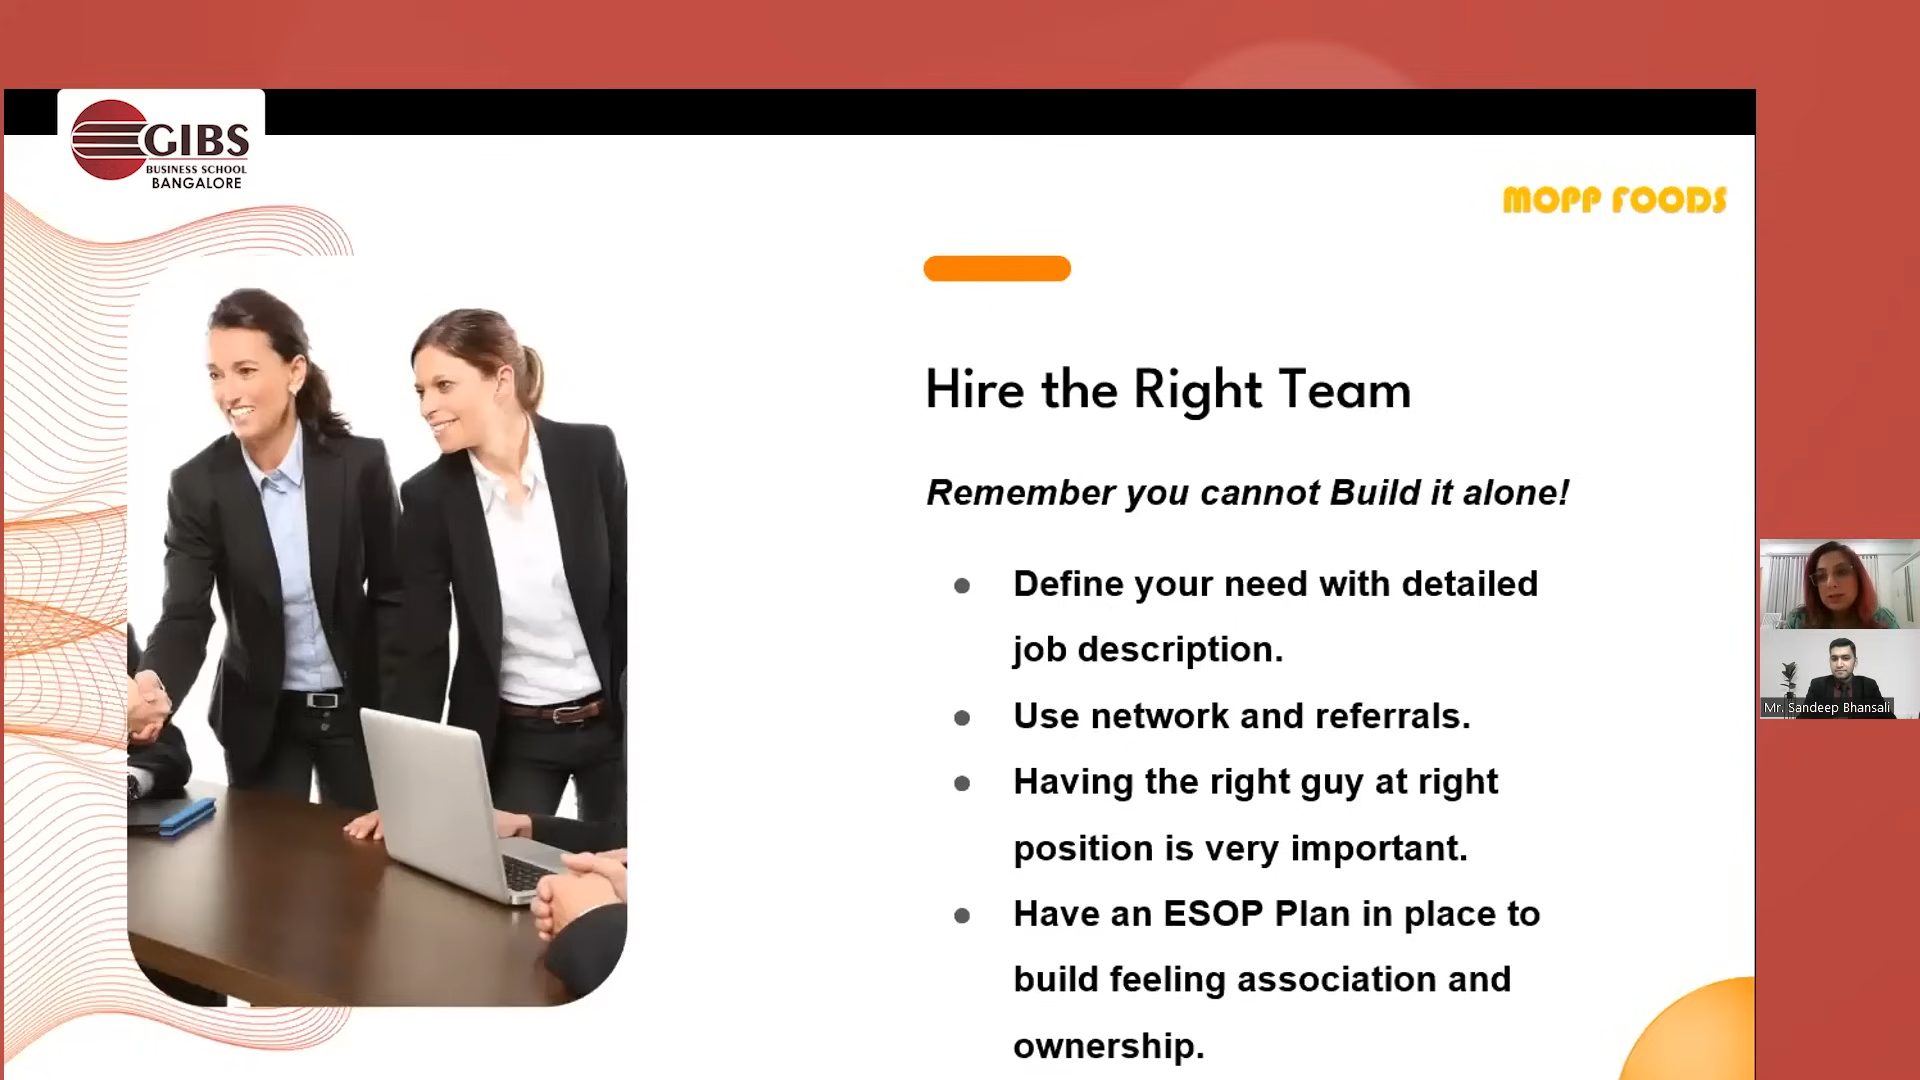 GIBS
BUSINESS SCHOOL
BANGALORE
MOPP FOODS
Hire the Right Team
Remember you cannot Build it alone!
● Define your need with detailed
job description.
● Use network and referrals.
● Having the right guy at right
position is very important.
● Have an ESOP Plan in place to
build feeling association and
ownership.
Mr. Sandeep Bhansali